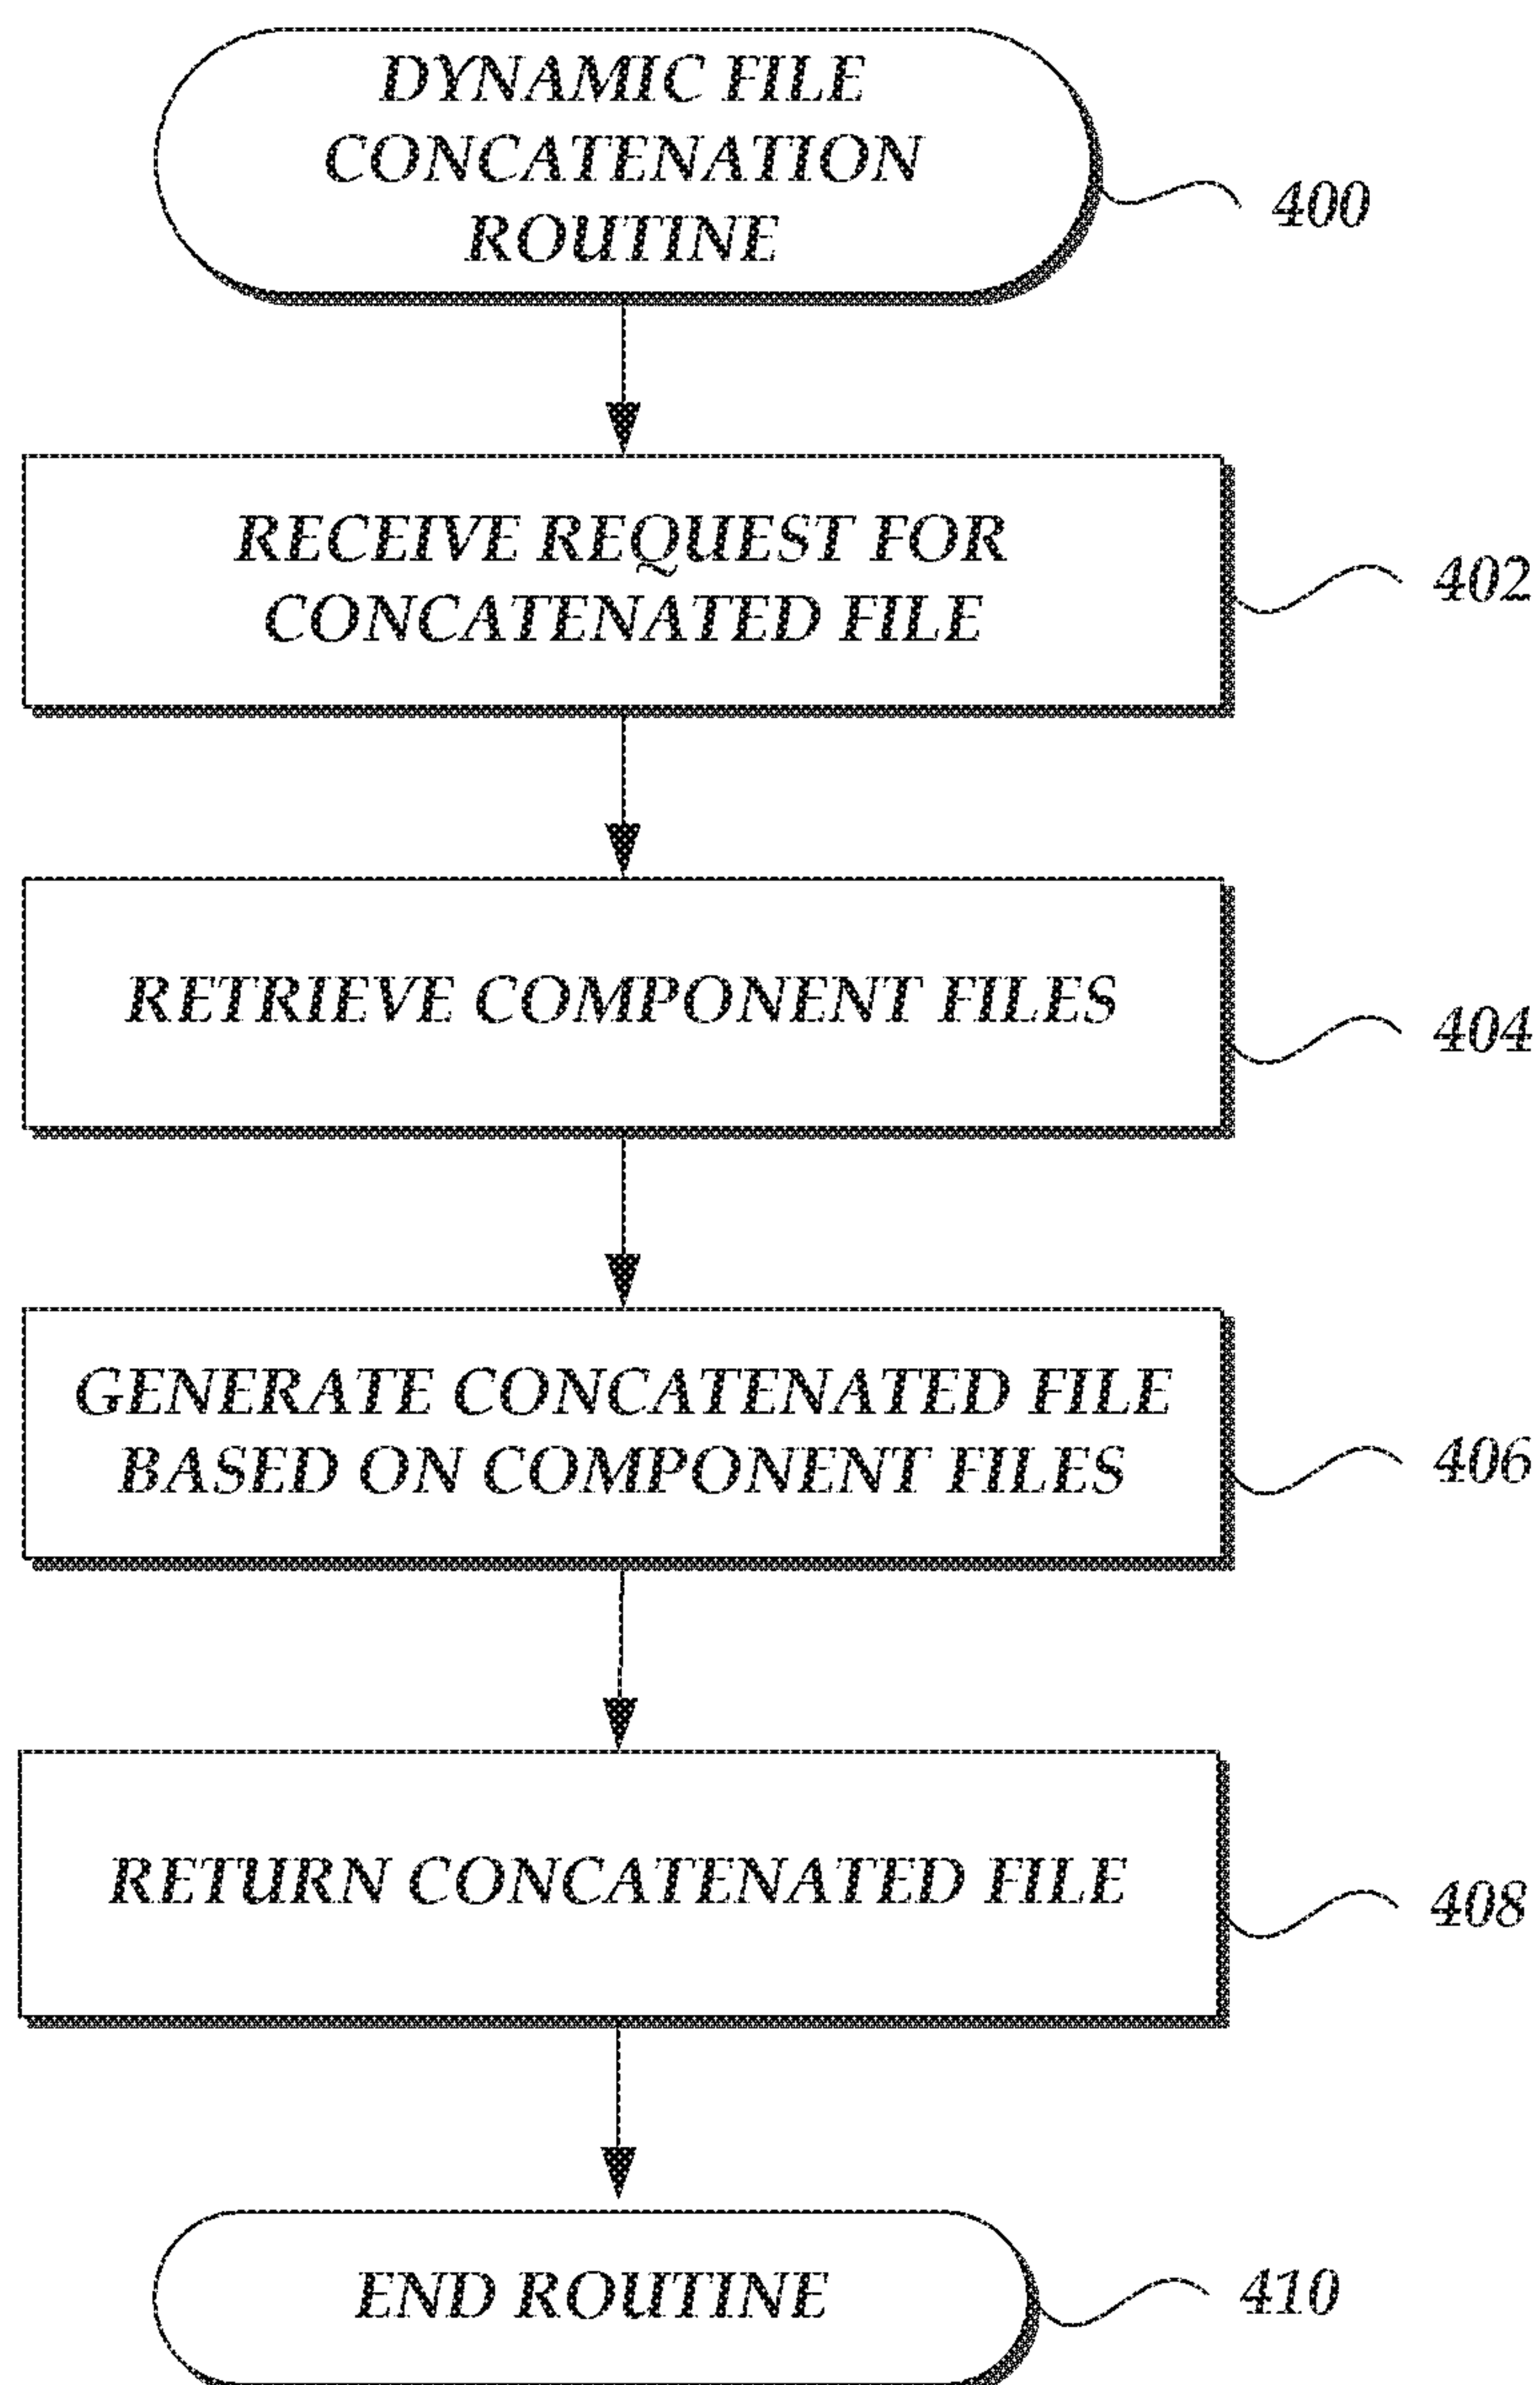 DYNAMIC FILE
CONCATENATION
ROUTINE
400
RECEIVE REQUEST FOR
CONCATENATED FILE
402
RETRIEVE COMPONENT FILES
404
GENERATE CONCATENATED FILE
BASED ON COMPONENT FILES
406
RETURN CONCATENATED FILE
408
END ROUTINE
410